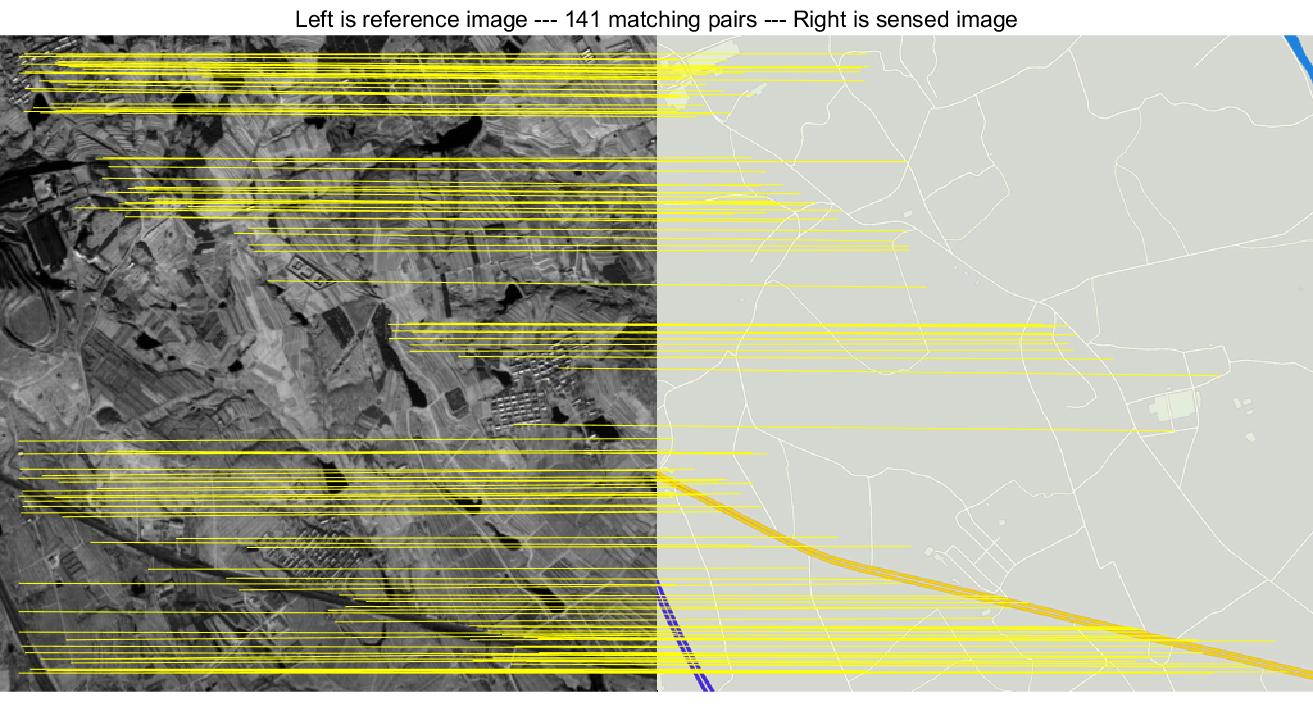 Left is reference image --- 141 matching pairs --- Right is sensed image